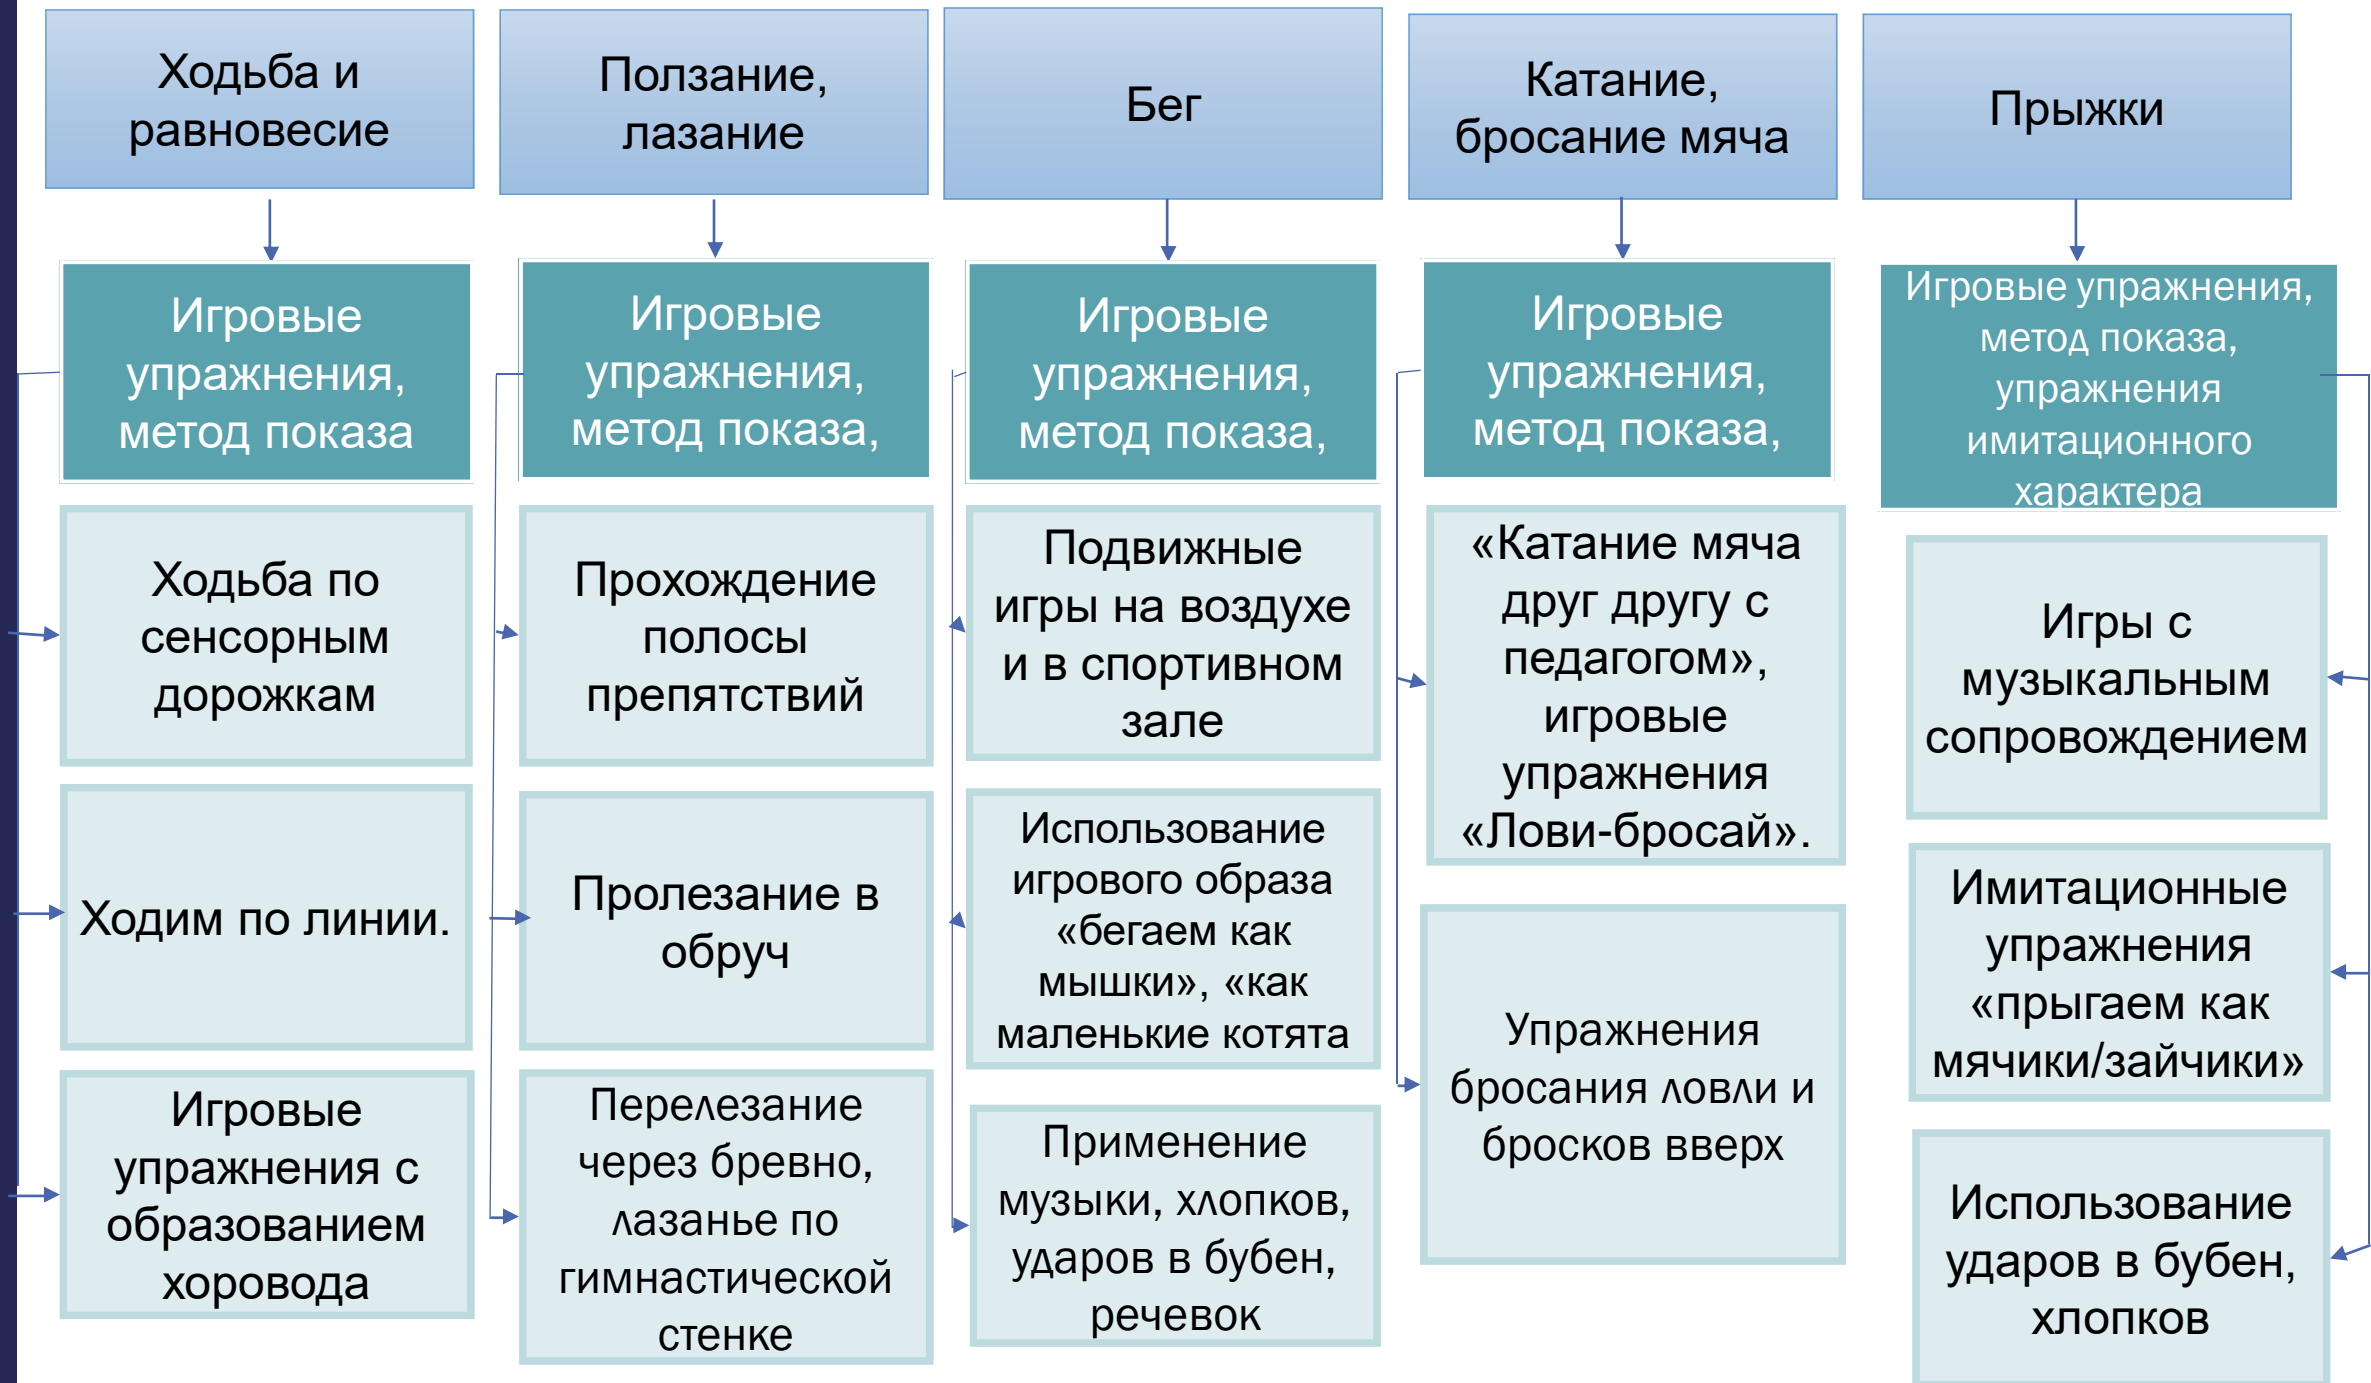 Ходьба и
равновесие
Ползание,
лазание
Бег
Катание,
бросание мяча
Прыжки
Игровые
упражнения,
метод показа
Игровые
упражнения,
метод показа,
Игровые
упражнения,
метод показа,
Игровые
упражнения,
метод показа,
Игровые упражнения,
метод показа,
упражнения
имитационного
характера
Ходьба по
сенсорным
дорожкам
Прохождение
полосы
препятствий
Подвижные
игры на воздухе
и в спортивном
зале
«Катание мяча
друг другу с
педагогом»,
игровые
упражнения
«Лови-бросай».
Игры с
музыкальным
сопровождением
Ходим по линии.
Пролезание в
обруч
Использование
игрового образа
«бегаем как
мышки», «как
маленькие котята
Упражнения
бросания ловли и
бросков вверх
Имитационные
упражнения
«прыгаем как
мячики/зайчики»
Игровые
упражнения с
образованием
хоровода
Перелезание
через бревно,
лазанье по
гимнастической
стенке
Применение
музыки, хлопков,
ударов в бубен,
речевок
Использование
ударов в бубен,
хлопков